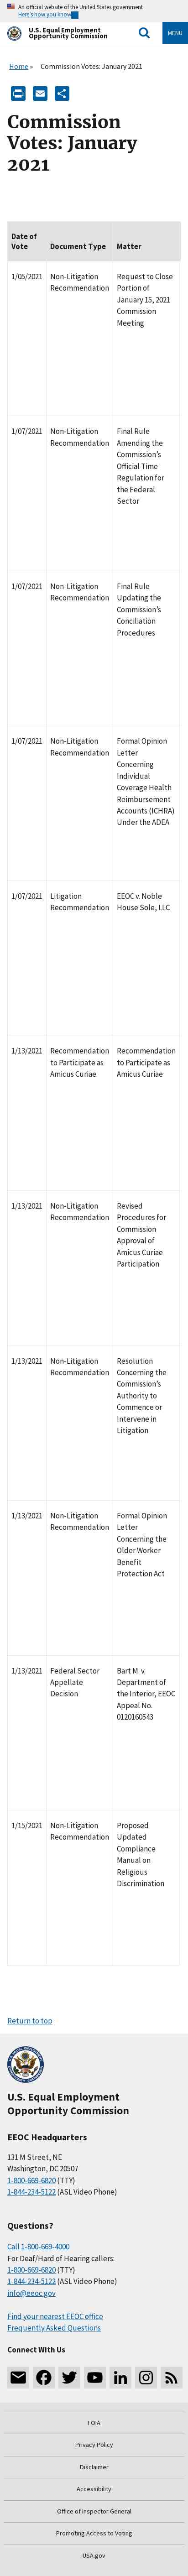 An official website of the United States government
Here's how you know
U.S. Equal Employment
Opportunity Commission
MENU
Home » Commission Votes: January 2021
Commission
Votes: January
2021
Date of
Vote
Document Type
Matter
1/05/2021
Non-Litigation
Recommendation
Request to Close
Portion of
January 15, 2021
Commission
Meeting
1/07/2021
Non-Litigation
Recommendation
Final Rule
Amending the
Commission's
Official Time
Regulation for
the Federal
Sector
1/07/2021
Non-Litigation
Recommendation
Final Rule
Updating the
Commission's
Conciliation
Procedures
1/07/2021
Non-Litigation
Recommendation
Formal Opinion
Letter
Concerning
Individual
Coverage Health
Reimbursement
Accounts (ICHRA)
Under the ADEA
1/07/2021
Litigation
Recommendation
EEOC v. Noble
House Sole, LLC
1/13/2021
Recommendation
to Participate as
Amicus Curiae
Recommendation
to Participate as
Amicus Curiae
1/13/2021
Non-Litigation
Recommendation
Revised
Procedures for
Commission
Approval of
Amicus Curiae
Participation
1/13/2021
Non-Litigation
Recommendation
Resolution
Concerning the
Commission's
Authority to
Commence or
Intervene in
Litigation
1/13/2021
Non-Litigation
Recommendation
Formal Opinion
Letter
Concerning the
Older Worker
Benefit
Protection Act
1/13/2021
Federal Sector
Appellate
Decision
Bart M. v.
Department of
the Interior, EEOC
Appeal No.
0120160543
1/15/2021
Non-Litigation
Recommendation
Proposed
Updated
Compliance
Manual on
Religious
Discrimination
Return to top
U.S. Equal Employment
Opportunity Commission
EEOC Headquarters
131 M Street, NE
Washington, DC 20507
1-800-669-6820 (TTY)
1-844-234-5122 (ASL Video Phone)
Questions?
Call 1-800-669-4000
For Deaf/Hard of Hearing callers:
1-800-669-6820 (TTY)
1-844-234-5122 (ASL Video Phone)
info@eeoc.gov
Find your nearest EEOC office
Frequently Asked Questions
Connect With Us
FOIA
Privacy Policy
Disclaimer
Accessibility
Office of Inspector General
Promoting Access to Voting
USA.gov